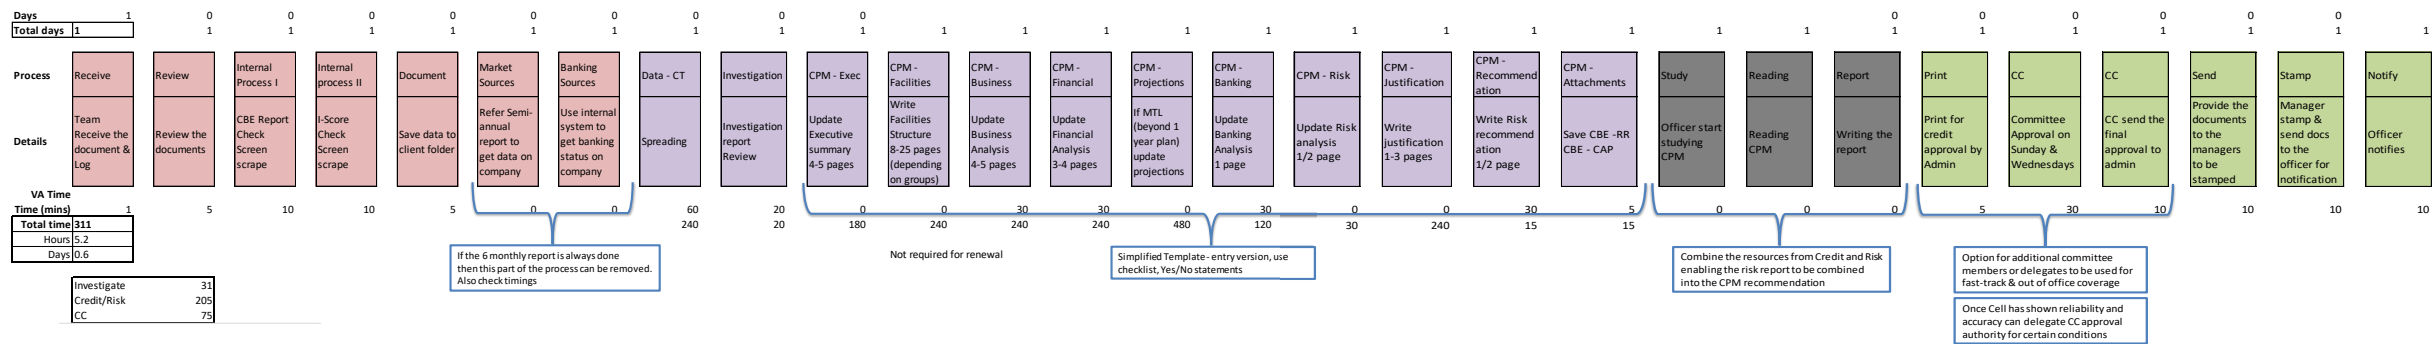 Days 1 0 0 0 0 0 0 0 0 0 0 0 0 0 0
Total days 1 1 1 1 1 1 1 1 1 1 1 1 1 1 1 1 1 1 1 1 1 1 1 1 1 1 1
Process
Receive
Review
Internal
Process I
Internal
process II
Document
Market
Sources
Banking
Sources
Data - CT
Investigation
CPM - Exec
CPM -
Facilities
CPM -
Business
CPM -
Financial
CPM -
Projections
CPM -
Banking
CPM - Risk
CPM -
Justification
CPM -
Recommend
ation
CPM -
Attachments
Study
Reading
Report
Print
CC
CC
Send
Stamp
Notify
Details
Team
Receive the
document &
Log
Review the
documents
CBE Report
Check
Screen
scrape
I-Score
Check
Screen
scrape
Save data to
client folder
Refer Semi-
annual
report to
get data on
company
Use internal
system to
get banking
status on
company
Spreading
Investigation
report
Review
Update
Executive
summary
4-5 pages
Write
Facilities
Structure
8-25 pages
(depending
on groups)
Update
Business
Analysis
4-5 pages
Update
Financial
Analysis
3-4 pages
If MTL
(beyond 1
year plan)
update
projections
Update
Banking
Analysis
1 page
Update Risk
analysis
1/2 page
Write
justification
1-3 pages
Write Risk
recommend
ation
1/2 page
Save CBE -RR
CBE - CAP
Officer start
studying
CPM
Reading
CPM
Writing the
report
Print for
credit
approval by
Admin
Committee
Approval on
Sunday &
Wednesdays
CC send the
final
approval to
admin
Provide the
documents
to the
managers
to be
stamped
Manager
stamp &
send docs
to the
officer for
notification
Officer
notifies
VA Time
Time (mins) 1 5 10 10 5 0 0 60 20 0 0 30 30 0 30 0 0 30 5 0 0 0 5 30 10 10 10 10
Total time 311 240 20 180 240 240 240 480 120 30 240 15 15
Hours 5.2
Days 0.6
If the 6 monthly report is always done
then this part of the process can be removed.
Also check timings
Not required for renewal
Simplified Template - entry version, use
checklist, Yes/No statements
Combine the resources from Credit and Risk
enabling the risk report to be combined
into the CPM recommendation
Option for additional committee
members or delegates to be used for
fast-track & out of office coverage
Once Cell has shown reliability and
accuracy can delegate CC approval
authority for certain conditions
Investigate 31
Credit/Risk 205
CC 75